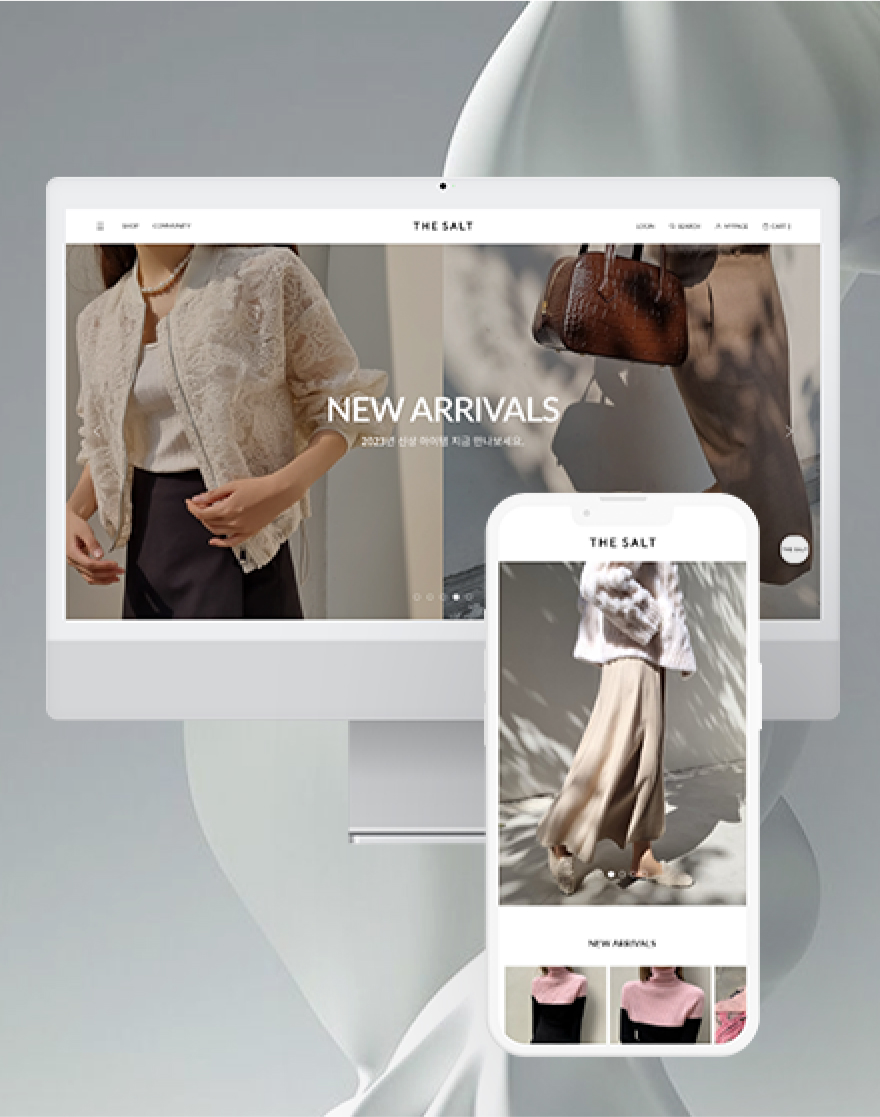 SHOP COMMUNITY
THE SALT
LOGIN SEARCH MYPAGE CART
NEW ARRIVALS
2023년 신상 아이템 지금 만나보세요.
THE SALT
THE SALT
NEW ARRIVALS